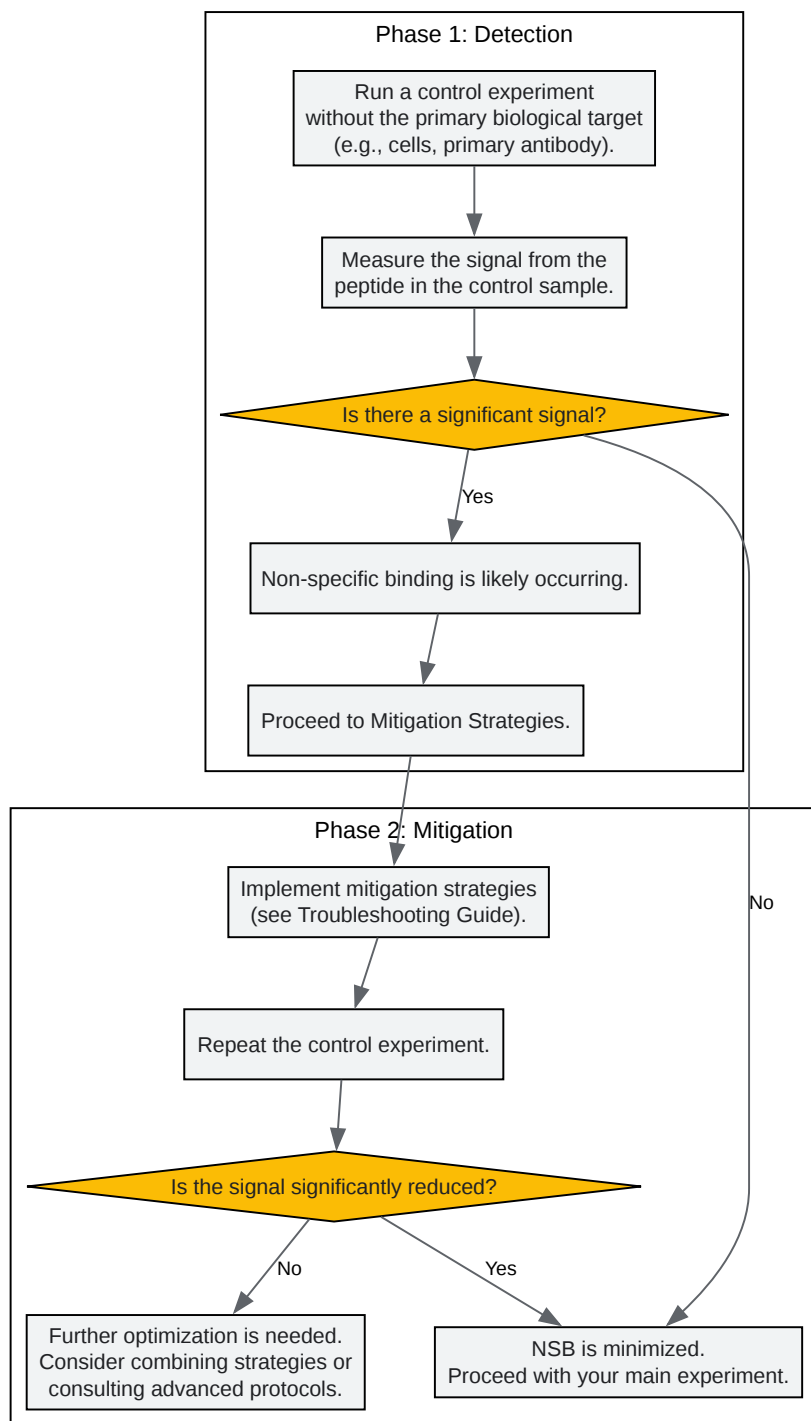 Phase 1: Detection
Run a control experiment
without the primary biological target
(e.g., cells, primary antibody).
Measure the signal from the
peptide in the control sample.
Is there a significant signal?
Yes
Non-specific binding is likely occurring.
Proceed to Mitigation Strategies.
Phase 2: Mitigation
Implement mitigation strategies
(see Troubleshooting Guide).
No
Repeat the control experiment.
Is the signal significantly reduced?
No
Yes
Further optimization is needed.
Consider combining strategies or
consulting advanced protocols.
NSB is minimized.
Proceed with your main experiment.